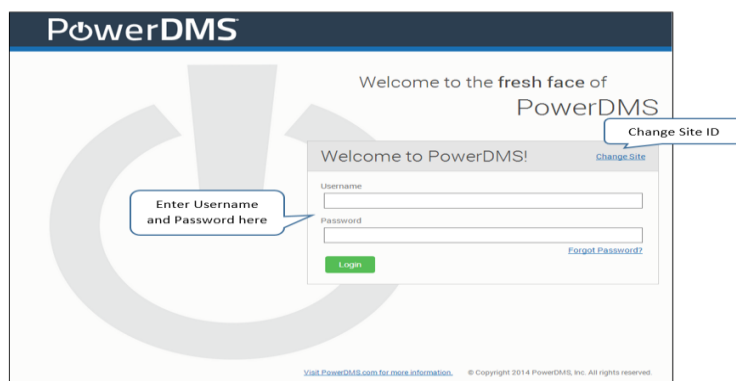 PowerDMS
Welcome to the fresh face of
PowerDMS
Change Site ID
Welcome to PowerDMS!
Change Site
Username
Enter Username
and Password here
Password
Forgot Password?
Login
Visit PowerDMS.com for more information.
© Copyright 2014 PowerDMS, Inc. All rights reserved.